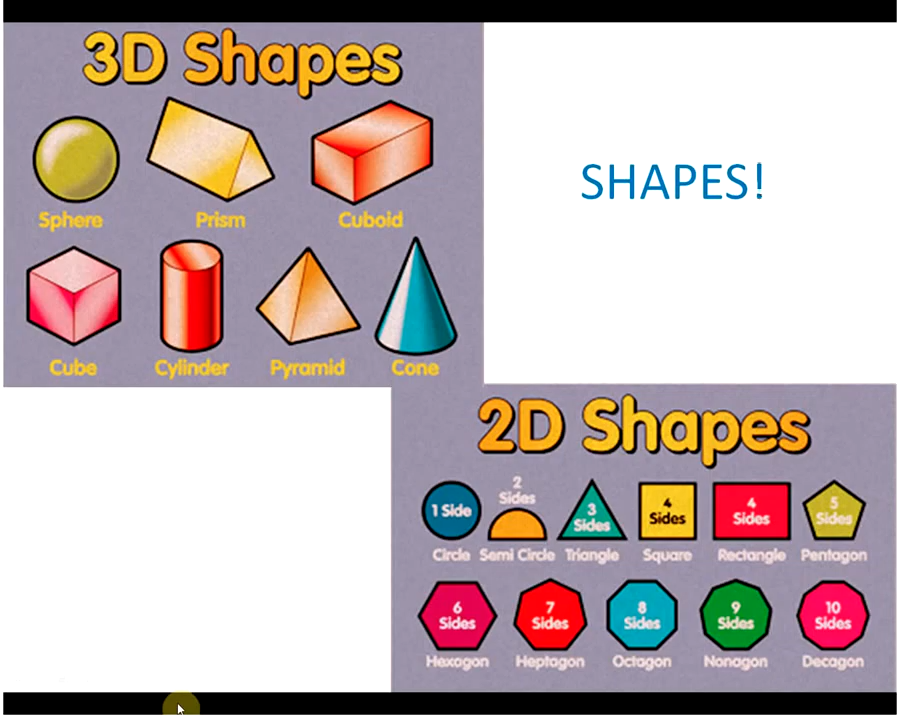 3D Shapes
Sphere Prism Cuboid
Cube Cylinder Pyramid Cone
SHAPES!
2D Shapes
1 Side
2
Sides
3
Sides
4
Sides
4
Sides
5
Sides
Circle Semi Circle Triangle Square Rectangle Pentagon
6
Sides
7
Sides
8
Sides
9
Sides
10
Sides
Hexogon Heptagon Octagon Nonagon Decagon